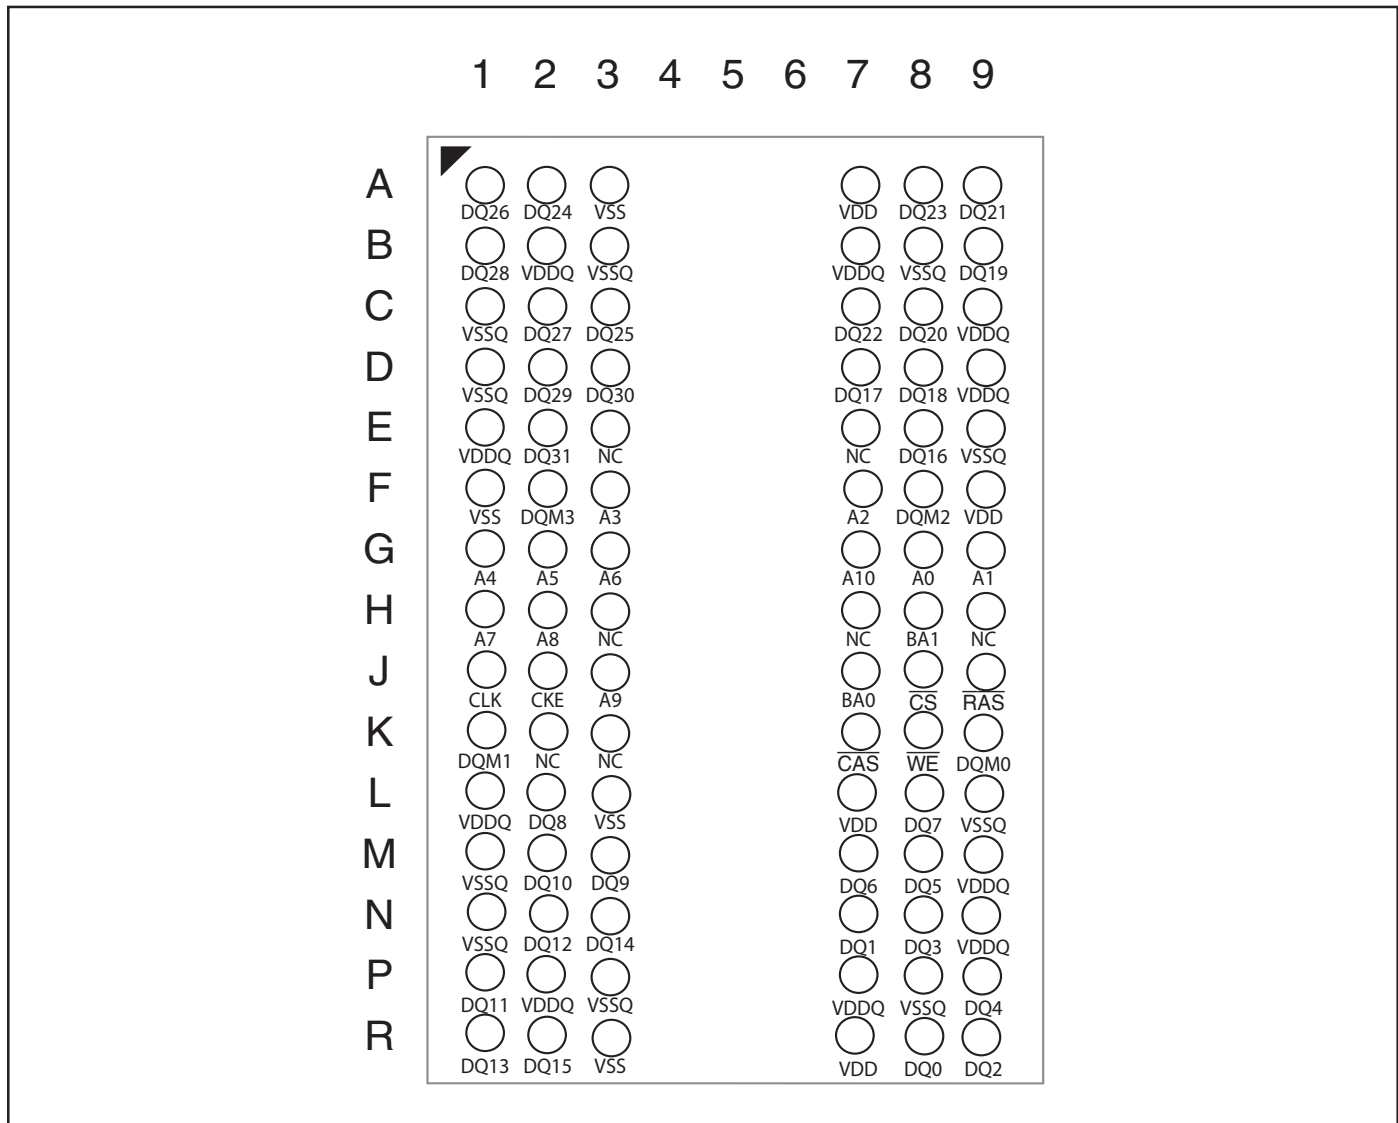 1 2 3 4 5 6 7 8 9
A
DQ26 DQ24 VSS VDD DQ23 DQ21
B
DQ28 VDDQ VSSQ VDDQ VSSQ DQ19
C
VSSQ DQ27 DQ25 DQ22 DQ20 VDDQ
D
VSSQ DQ29 DQ30 DQ17 DQ18 VDDQ
E
VDDQ DQ31 NC NC DQ16 VSSQ
F
VSS DQM3 A3 A2 DQM2 VDD
G
A4 A5 A6 A10 A0 A1
H
A7 A8 NC NC BA1 NC
J
CLK CKE A9 BA0 C̅S̅ R̅A̅S̅
K
DQM1 NC NC C̅A̅S̅ W̅E̅ DQM0
L
VDDQ DQ8 VSS VDD DQ7 VSSQ
M
VSSQ DQ10 DQ9 DQ6 DQ5 VDDQ
N
VSSQ DQ12 DQ14 DQ1 DQ3 VDDQ
P
DQ11 VDDQ VSSQ VDDQ VSSQ DQ4
R
DQ13 DQ15 VSS VDD DQ0 DQ2